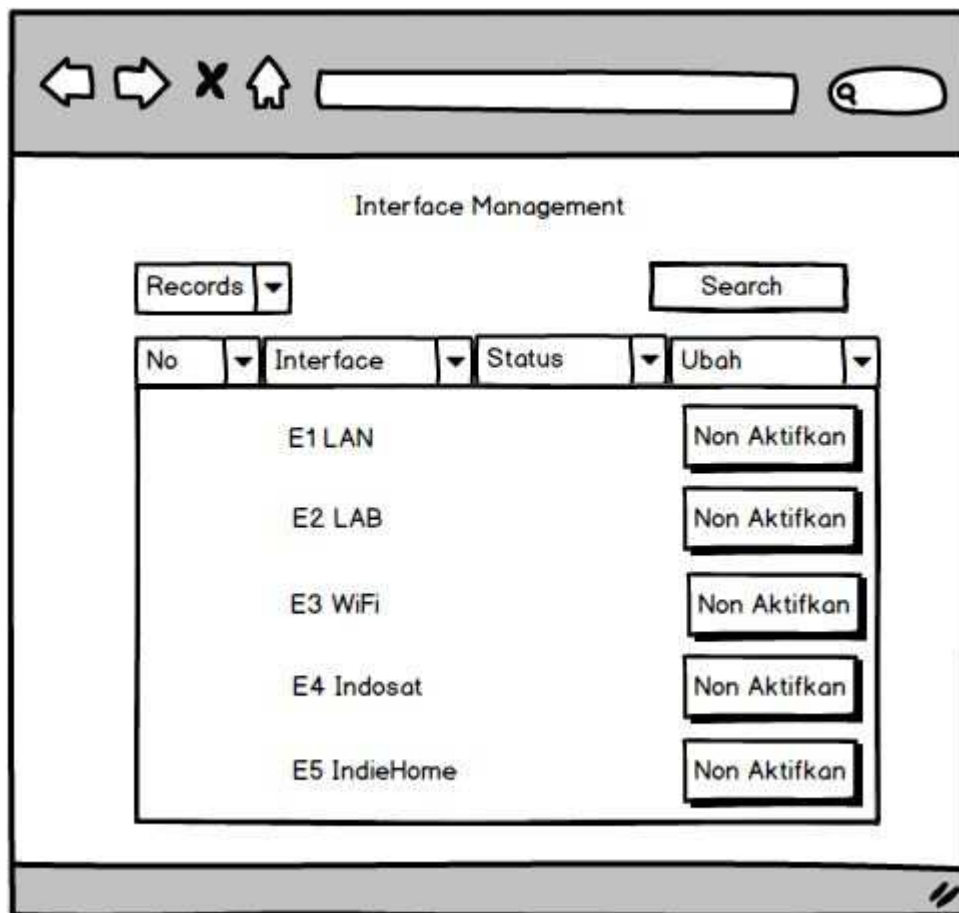 Interface Management
Records Search
No Interface Status Ubah
E1 LAN Non Aktifkan
E2 LAB Non Aktifkan
E3 WiFi Non Aktifkan
E4 Indosat Non Aktifkan
E5 IndieHome Non Aktifkan